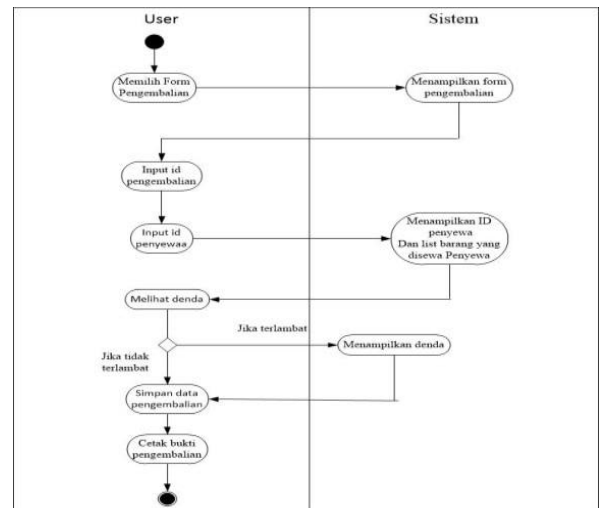 User
Sistem
Memilih Form
Pengembalian
Menampilkan form
pengembalian
Input id
pengembalian
Input id
penyewaa
Menampilkan ID
penyewa
Dan list barang yang
disewa Penyewa
Melihat denda
Jika terlambat
Menampilkan denda
Jika tidak
terlambat
Simpan data
pengembalian
Cetak bukti
pengembalian